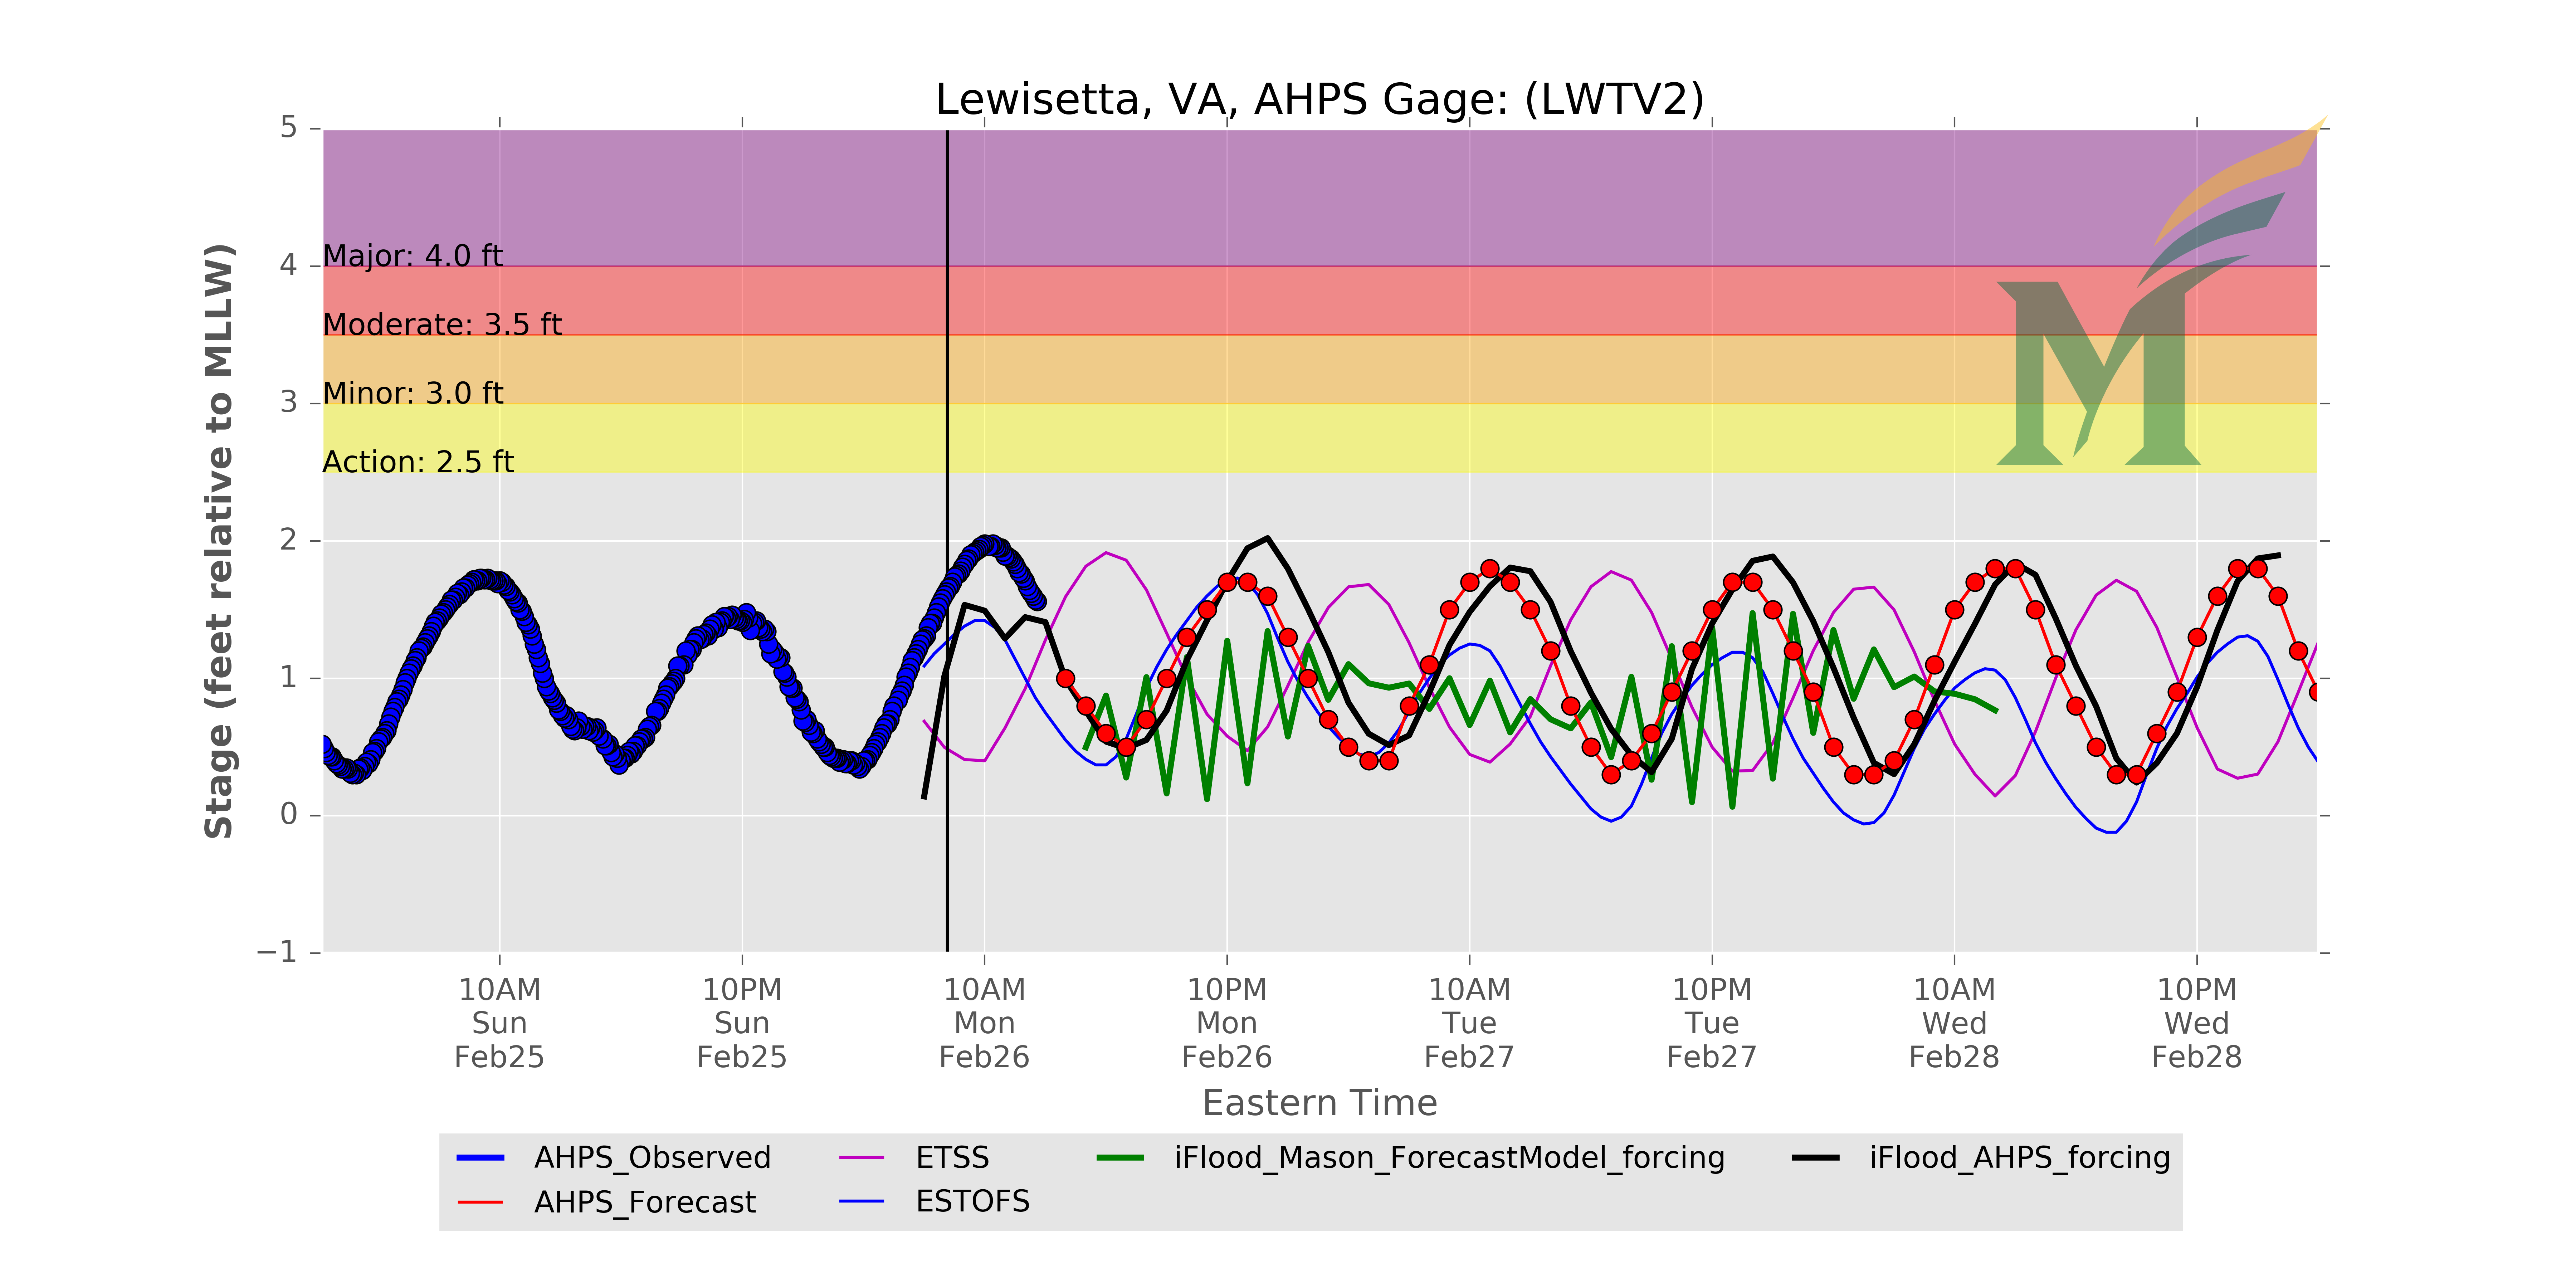 Lewisetta, VA, AHPS Gage: (LWTV2)
Stage (feet relative to MLLW)
5
4
3
2
1
0
−1
Major: 4.0 ft
Moderate: 3.5 ft
Minor: 3.0 ft
Action: 2.5 ft
M
10AM 10PM 10AM 10PM 10AM 10PM 10AM 10PM
Sun Sun Mon Mon Tue Tue Wed Wed
Feb25 Feb25 Feb26 Feb26 Feb27 Feb27 Feb28 Feb28
Eastern Time
AHPS_Observed ETSS iFlood_Mason_ForecastModel_forcing iFlood_AHPS_forcing
AHPS_Forecast ESTOFS